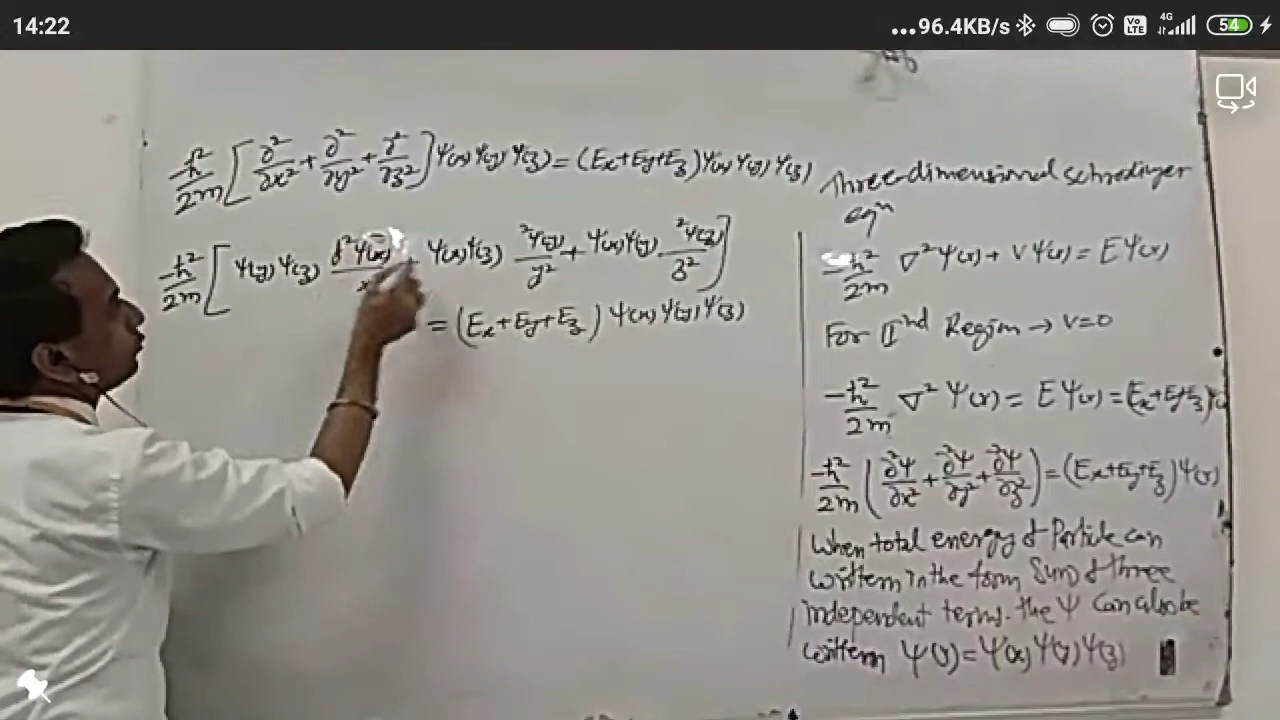 14:22
...96.4KB/s Vo LTE 4G 54
-ħ²/2m [∂²/∂x² + ∂²/∂y² + ∂²/∂z²] Ψ(x) Ψ(y) Ψ(z) = (Ex+Ey+Ez) Ψ(x) Ψ(y) Ψ(z)
-ħ²/2m [Ψ(y) Ψ(z) ∂²Ψ(x)/x + Ψ(x) Ψ(z) ²Ψ(y)/y² + Ψ(x) Ψ(y) ²Ψ(z)/z²]
= (Ex+Ey+Ez) Ψ(x) Ψ(y) Ψ(z)
Three-dimensional schrodinger
eqⁿ
-ħ²/2m ∇²Ψ(r) + VΨ(r) = EΨ(r)
For IInd Regim → V=0
-ħ²/2m ∇² Ψ(r) = EΨ(r) = (Ex+Ey+Ez)Ψ(r)
-ħ²/2m (∂²Ψ/∂x² + ∂²Ψ/∂y² + ∂²Ψ/∂z²) = (Ex+Ey+Ez)Ψ(r)
When total energy of Particle can
written in the form Sum of three
independent terms. the Ψ can also be
written Ψ(r) = Ψ(x) Ψ(y) Ψ(z)